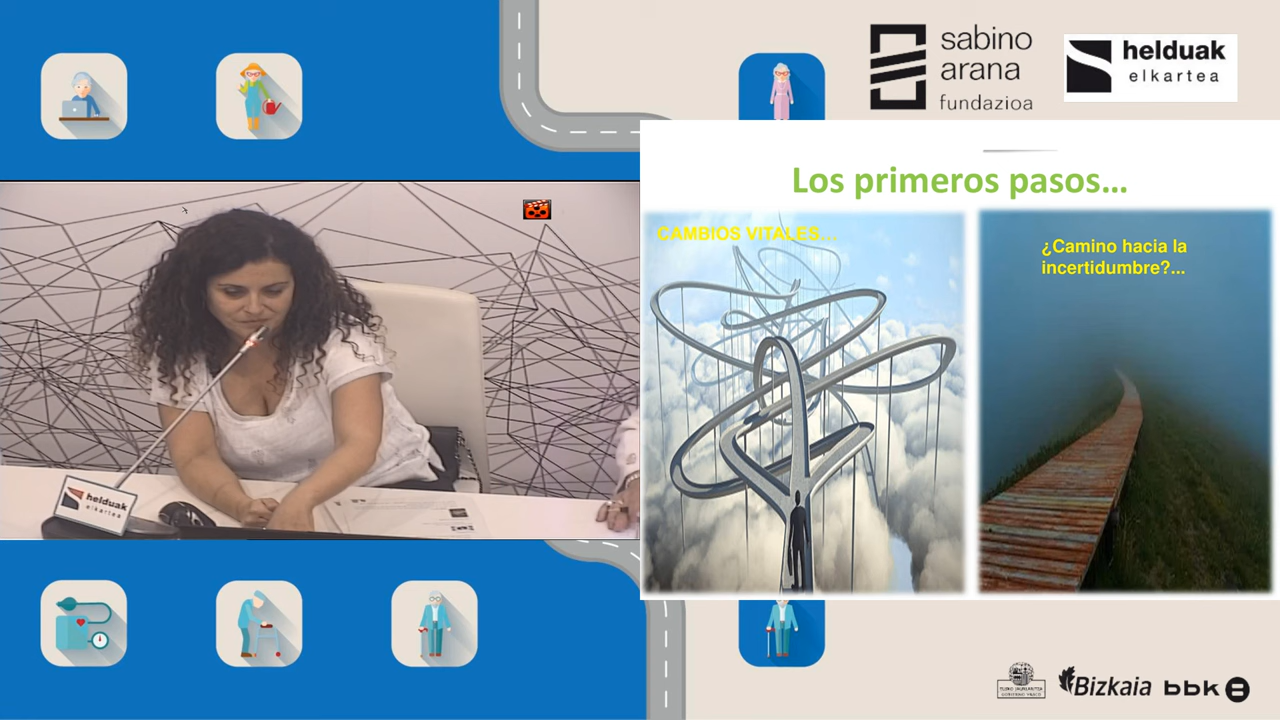 sabino
arana
fundazioa
helduak
elkartea
Los primeros pasos...
CAMBIOS VITALES...
¿Camino hacia la
incertidumbre?...
helduak
elkartea
Bizkaia
bbk